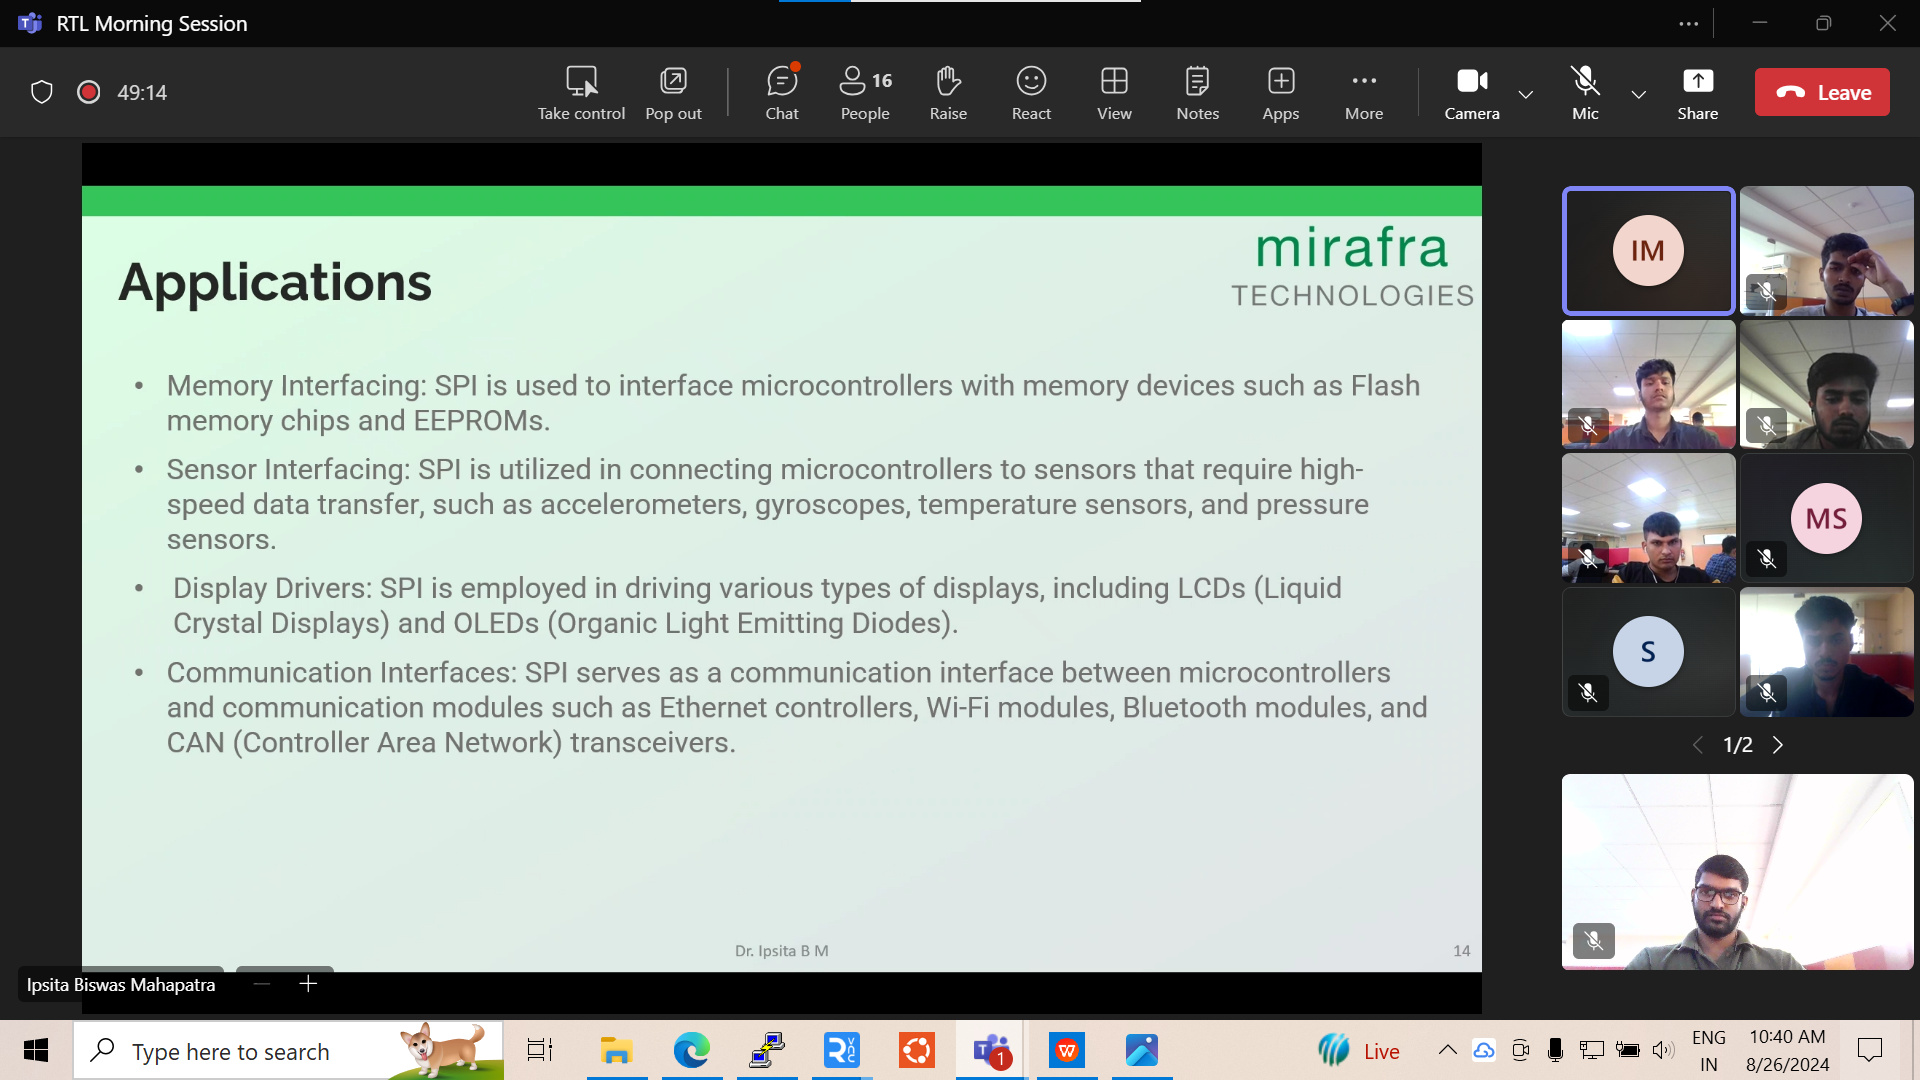 RTL Morning Session
49:14
Take control
Pop out
Chat
16
People
Raise
React
View
Notes
Apps
More
Camera
Mic
Share
Leave
mirafra
TECHNOLOGIES
Applications
• Memory Interfacing: SPI is used to interface microcontrollers with memory devices such as Flash
memory chips and EEPROMs.
• Sensor Interfacing: SPI is utilized in connecting microcontrollers to sensors that require high-
speed data transfer, such as accelerometers, gyroscopes, temperature sensors, and pressure
sensors.
• Display Drivers: SPI is employed in driving various types of displays, including LCDs (Liquid
Crystal Displays) and OLEDs (Organic Light Emitting Diodes).
• Communication Interfaces: SPI serves as a communication interface between microcontrollers
and communication modules such as Ethernet controllers, Wi-Fi modules, Bluetooth modules, and
CAN (Controller Area Network) transceivers.
Dr. Ipsita B M
14
Ipsita Biswas Mahapatra
IM
MS
S
1/2
Type here to search
1
Live
ENG
IN
10:40 AM
8/26/2024